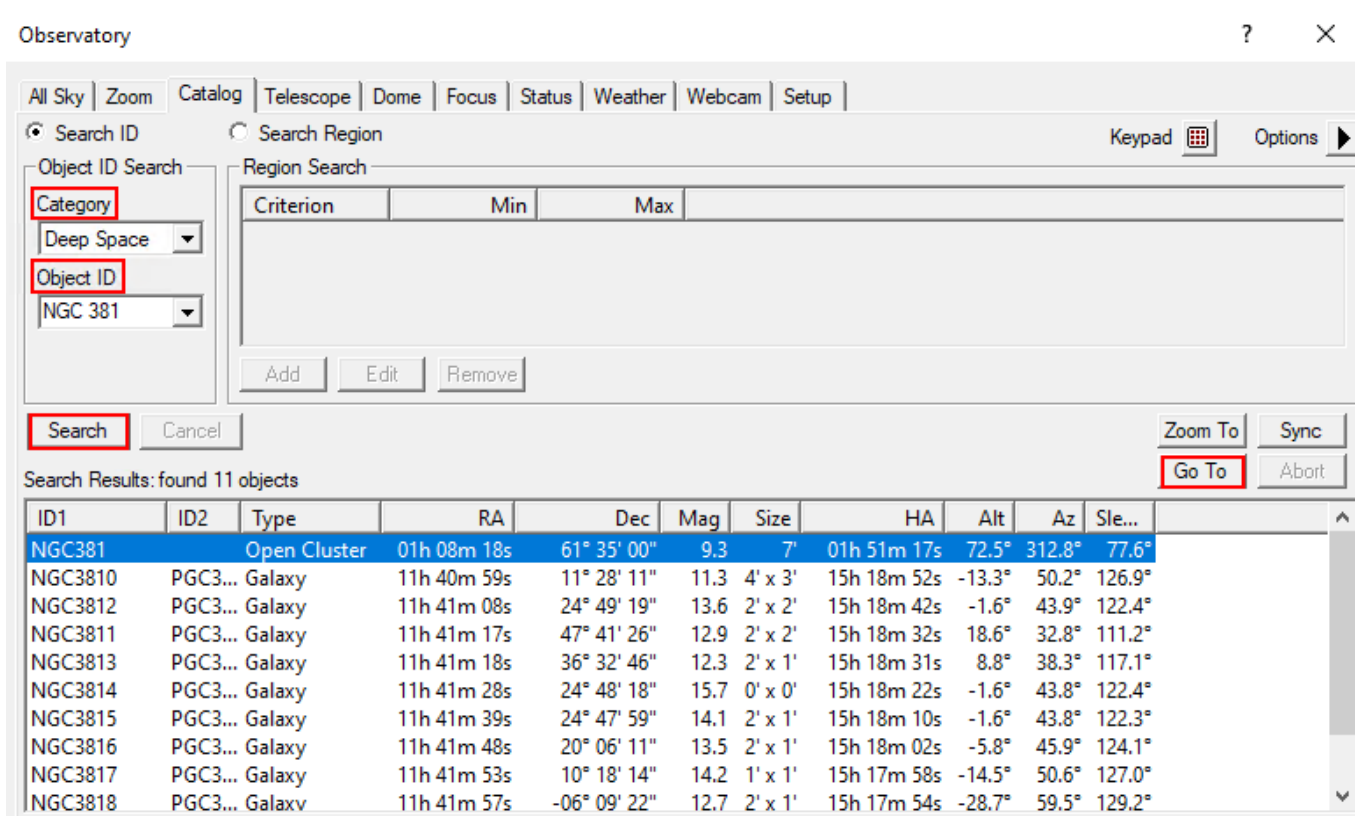 Observatory ?
All Sky Zoom Catalog Telescope Dome Focus Status Weather Webcam Setup
Search ID Search Region Keypad Options
Object ID Search Region Search
Category Criterion Min Max
Deep Space
Object ID
NGC 381
Add Edit Remove
Search Cancel Zoom To Sync
Go To Abort
Search Results: found 11 objects
ID1 ID2 Type RA Dec Mag Size HA Alt Az Sle...
NGC381 Open Cluster 01h 08m 18s 61° 35' 00" 9.3 7' 01h 51m 17s 72.5° 312.8° 77.6°
NGC3810 PGC3... Galaxy 11h 40m 59s 11° 28' 11" 11.3 4' x 3' 15h 18m 52s -13.3° 50.2° 126.9°
NGC3812 PGC3... Galaxy 11h 41m 08s 24° 49' 19" 13.6 2' x 2' 15h 18m 42s -1.6° 43.9° 122.4°
NGC3811 PGC3... Galaxy 11h 41m 17s 47° 41' 26" 12.9 2' x 2' 15h 18m 32s 18.6° 32.8° 111.2°
NGC3813 PGC3... Galaxy 11h 41m 18s 36° 32' 46" 12.3 2' x 1' 15h 18m 31s 8.8° 38.3° 117.1°
NGC3814 PGC3... Galaxy 11h 41m 28s 24° 48' 18" 15.7 0' x 0' 15h 18m 22s -1.6° 43.8° 122.4°
NGC3815 PGC3... Galaxy 11h 41m 39s 24° 47' 59" 14.1 2' x 1' 15h 18m 10s -1.6° 43.8° 122.3°
NGC3816 PGC3... Galaxy 11h 41m 48s 20° 06' 11" 13.5 2' x 1' 15h 18m 02s -5.8° 45.9° 124.1°
NGC3817 PGC3... Galaxy 11h 41m 53s 10° 18' 14" 14.2 1' x 1' 15h 17m 58s -14.5° 50.6° 127.0°
NGC3818 PGC3... Galaxy 11h 41m 57s -06° 09' 22" 12.7 2' x 1' 15h 17m 54s -28.7° 59.5° 129.2°